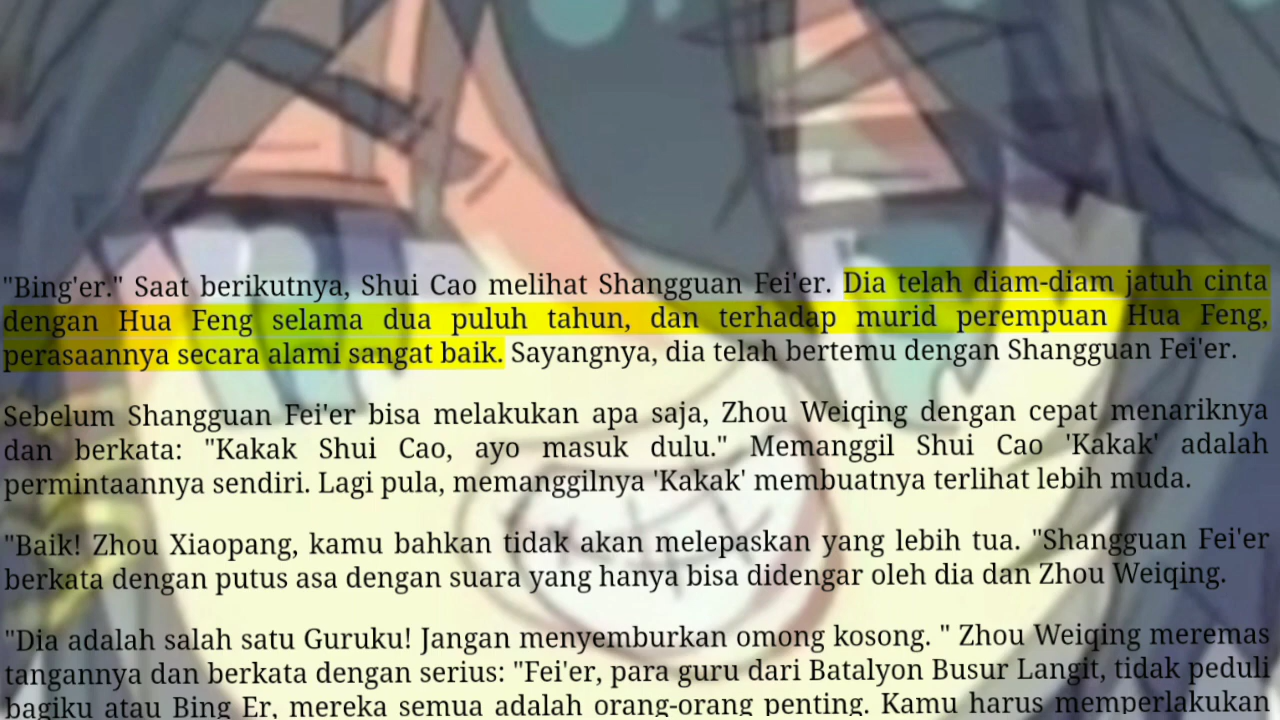 "Bing'er." Saat berikutnya, Shui Cao melihat Shangguan Fei'er. Dia telah diam-diam jatuh cinta
dengan Hua Feng selama dua puluh tahun, dan terhadap murid perempuan Hua Feng,
perasaannya secara alami sangat baik. Sayangnya, dia telah bertemu dengan Shangguan Fei'er.
Sebelum Shangguan Fei'er bisa melakukan apa saja, Zhou Weiqing dengan cepat menariknya
dan berkata: "Kakak Shui Cao, ayo masuk dulu." Memanggil Shui Cao 'Kakak' adalah
permintaannya sendiri. Lagi pula, memanggilnya 'Kakak' membuatnya terlihat lebih muda.
"Baik! Zhou Xiaopang, kamu bahkan tidak akan melepaskan yang lebih tua. "Shangguan Fei'er
berkata dengan putus asa dengan suara yang hanya bisa didengar oleh dia dan Zhou Weiqing.
"Dia adalah salah satu Guruku! Jangan menyemburkan omong kosong. " Zhou Weiqing meremas
tangannya dan berkata dengan serius: "Fei'er, para guru dari Batalyon Busur Langit, tidak peduli
bagiku atau Bing Er, mereka semua adalah orang-orang penting. Kamu harus memperlakukan